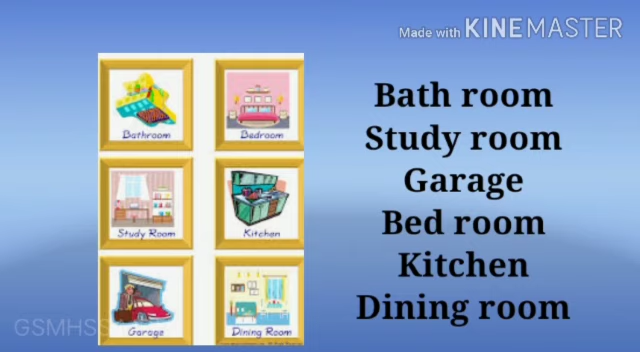 Made with KINEMASTER
Bathroom
Bedroom
Study Room
Kitchen
Garage
Dining Room
Bath room
Study room
Garage
Bed room
Kitchen
Dining room
GSMHSS